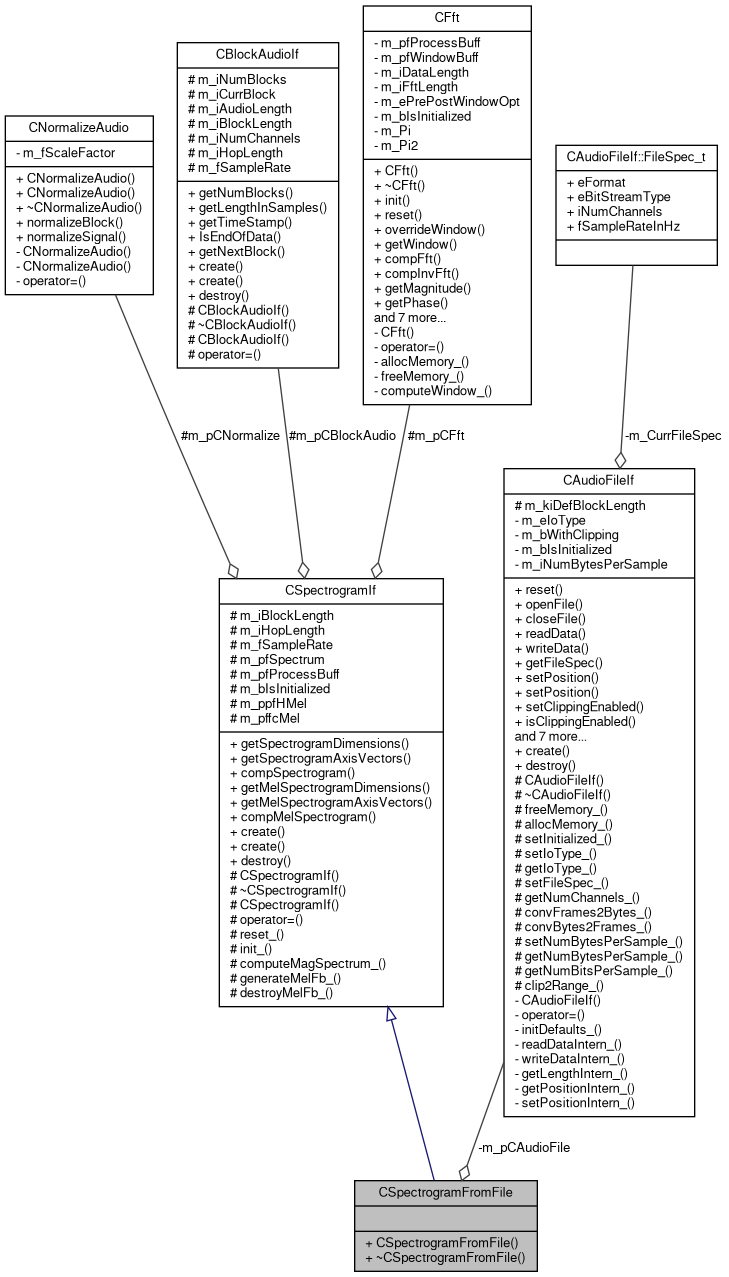 CFft
- m_pfProcessBuff
- m_pfWindowBuff
- m_iDataLength
- m_iFftLength
- m_ePrePostWindowOpt
- m_bIsInitialized
- m_Pi
- m_Pi2
+ CFft()
+ ~CFft()
+ init()
+ reset()
+ overrideWindow()
+ getWindow()
+ compFft()
+ compInvFft()
+ getMagnitude()
+ getPhase()
and 7 more...
- CFft()
- operator=()
- allocMemory_()
- freeMemory_()
- computeWindow_()
CBlockAudioIf
# m_iNumBlocks
# m_iCurrBlock
# m_iAudioLength
# m_iBlockLength
# m_iNumChannels
# m_iHopLength
# m_fSampleRate
+ getNumBlocks()
+ getLengthInSamples()
+ getTimeStamp()
+ IsEndOfData()
+ getNextBlock()
+ create()
+ create()
+ destroy()
# CBlockAudioIf()
# ~CBlockAudioIf()
# CBlockAudioIf()
# operator=()
CNormalizeAudio
- m_fScaleFactor
+ CNormalizeAudio()
+ CNormalizeAudio()
+ ~CNormalizeAudio()
+ normalizeBlock()
+ normalizeSignal()
- CNormalizeAudio()
- CNormalizeAudio()
- operator=()
CAudioFileIf::FileSpec_t
+ eFormat
+ eBitStreamType
+ iNumChannels
+ fSampleRateInHz
#m_pCNormalize
#m_pCBlockAudio
#m_pCFft
-m_CurrFileSpec
CAudioFileIf
# m_kiDefBlockLength
- m_eIoType
- m_bWithClipping
- m_bIsInitialized
- m_iNumBytesPerSample
+ reset()
+ openFile()
+ closeFile()
+ readData()
+ writeData()
+ getFileSpec()
+ setPosition()
+ setPosition()
+ setClippingEnabled()
+ isClippingEnabled()
and 7 more...
+ create()
+ destroy()
# CAudioFileIf()
# ~CAudioFileIf()
# freeMemory_()
# allocMemory_()
# setInitialized_()
# setIoType_()
# getIoType_()
# setFileSpec_()
# getNumChannels_()
# convFrames2Bytes_()
# convBytes2Frames_()
# setNumBytesPerSample_()
# getNumBytesPerSample_()
# getNumBitsPerSample_()
# clip2Range_()
- CAudioFileIf()
- operator=()
- initDefaults_()
- readDataIntern_()
- writeDataIntern_()
- getLengthIntern_()
- getPositionIntern_()
- setPositionIntern_()
CSpectrogramIf
# m_iBlockLength
# m_iHopLength
# m_fSampleRate
# m_pfSpectrum
# m_pfProcessBuff
# m_bIsInitialized
# m_ppfHMel
# m_pffcMel
+ getSpectrogramDimensions()
+ getSpectrogramAxisVectors()
+ compSpectrogram()
+ getMelSpectrogramDimensions()
+ getMelSpectrogramAxisVectors()
+ compMelSpectrogram()
+ create()
+ create()
+ destroy()
# CSpectrogramIf()
# ~CSpectrogramIf()
# CSpectrogramIf()
# operator=()
# reset_()
# init_()
# computeMagSpectrum_()
# generateMelFb_()
# destroyMelFb_()
-m_pCAudioFile
CSpectrogramFromFile
+ CSpectrogramFromFile()
+ ~CSpectrogramFromFile()